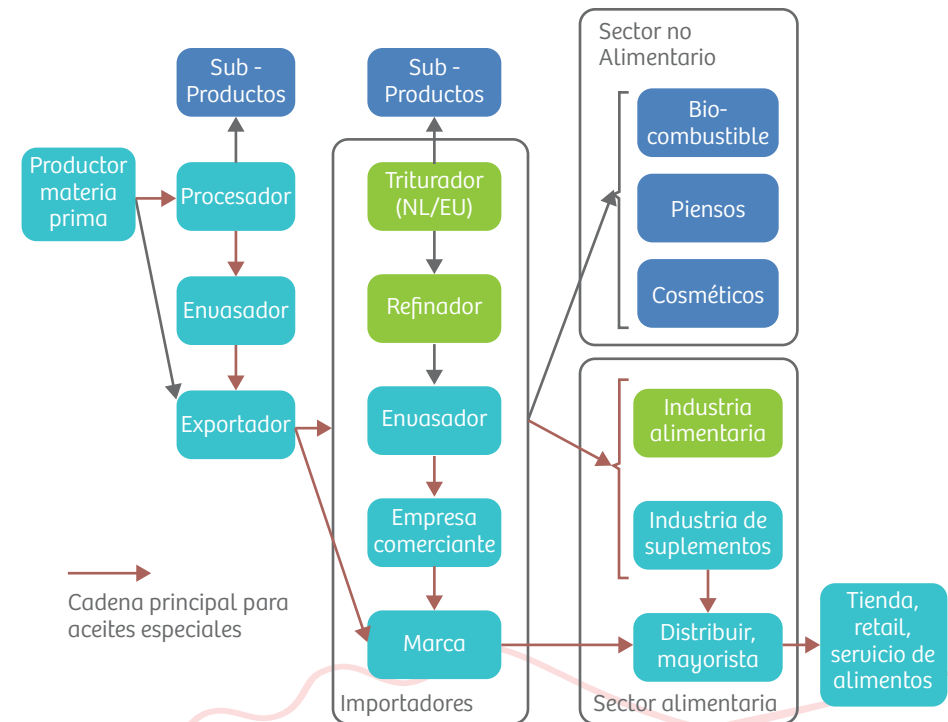 Sector no
Alimentario
Sub -
Productos
Sub -
Productos
Bio-
combustible
Productor
materia
prima
Procesador
Triturador
(NL/EU)
Piensos
Envasador
Refinador
Cosméticos
Exportador
Envasador
Industria
alimentaria
Empresa
comerciante
Industria de
suplementos
Cadena principal para
aceites especiales
Marca
Distribuir,
mayorista
Tienda,
retail,
servicio de
alimentos
Importadores
Sector alimentaria